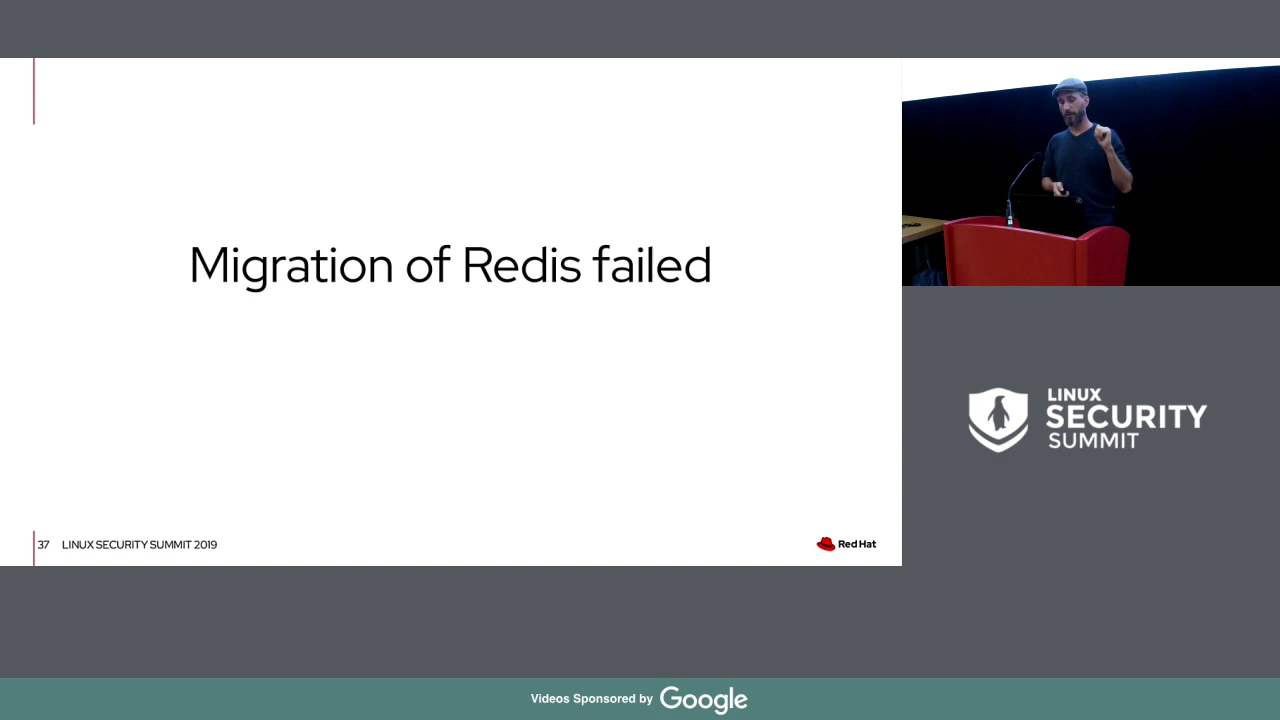 Migration of Redis failed
37 LINUX SECURITY SUMMIT 2019
Red Hat
LINUX
SECURITY
SUMMIT
Videos Sponsored by Google